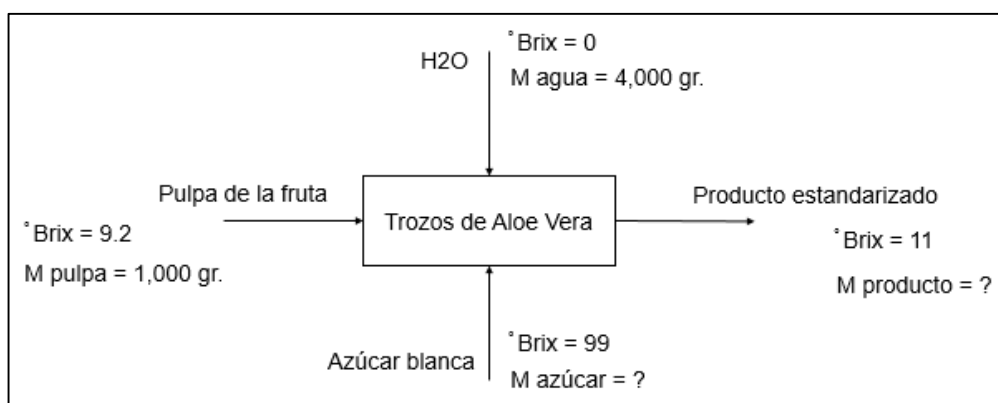 H2O
°Brix = 0
M agua = 4,000 gr.
Pulpa de la fruta
°Brix = 9.2
M pulpa = 1,000 gr.
Trozos de Aloe Vera
Producto estandarizado
°Brix = 11
M producto = ?
Azúcar blanca
°Brix = 99
M azúcar = ?